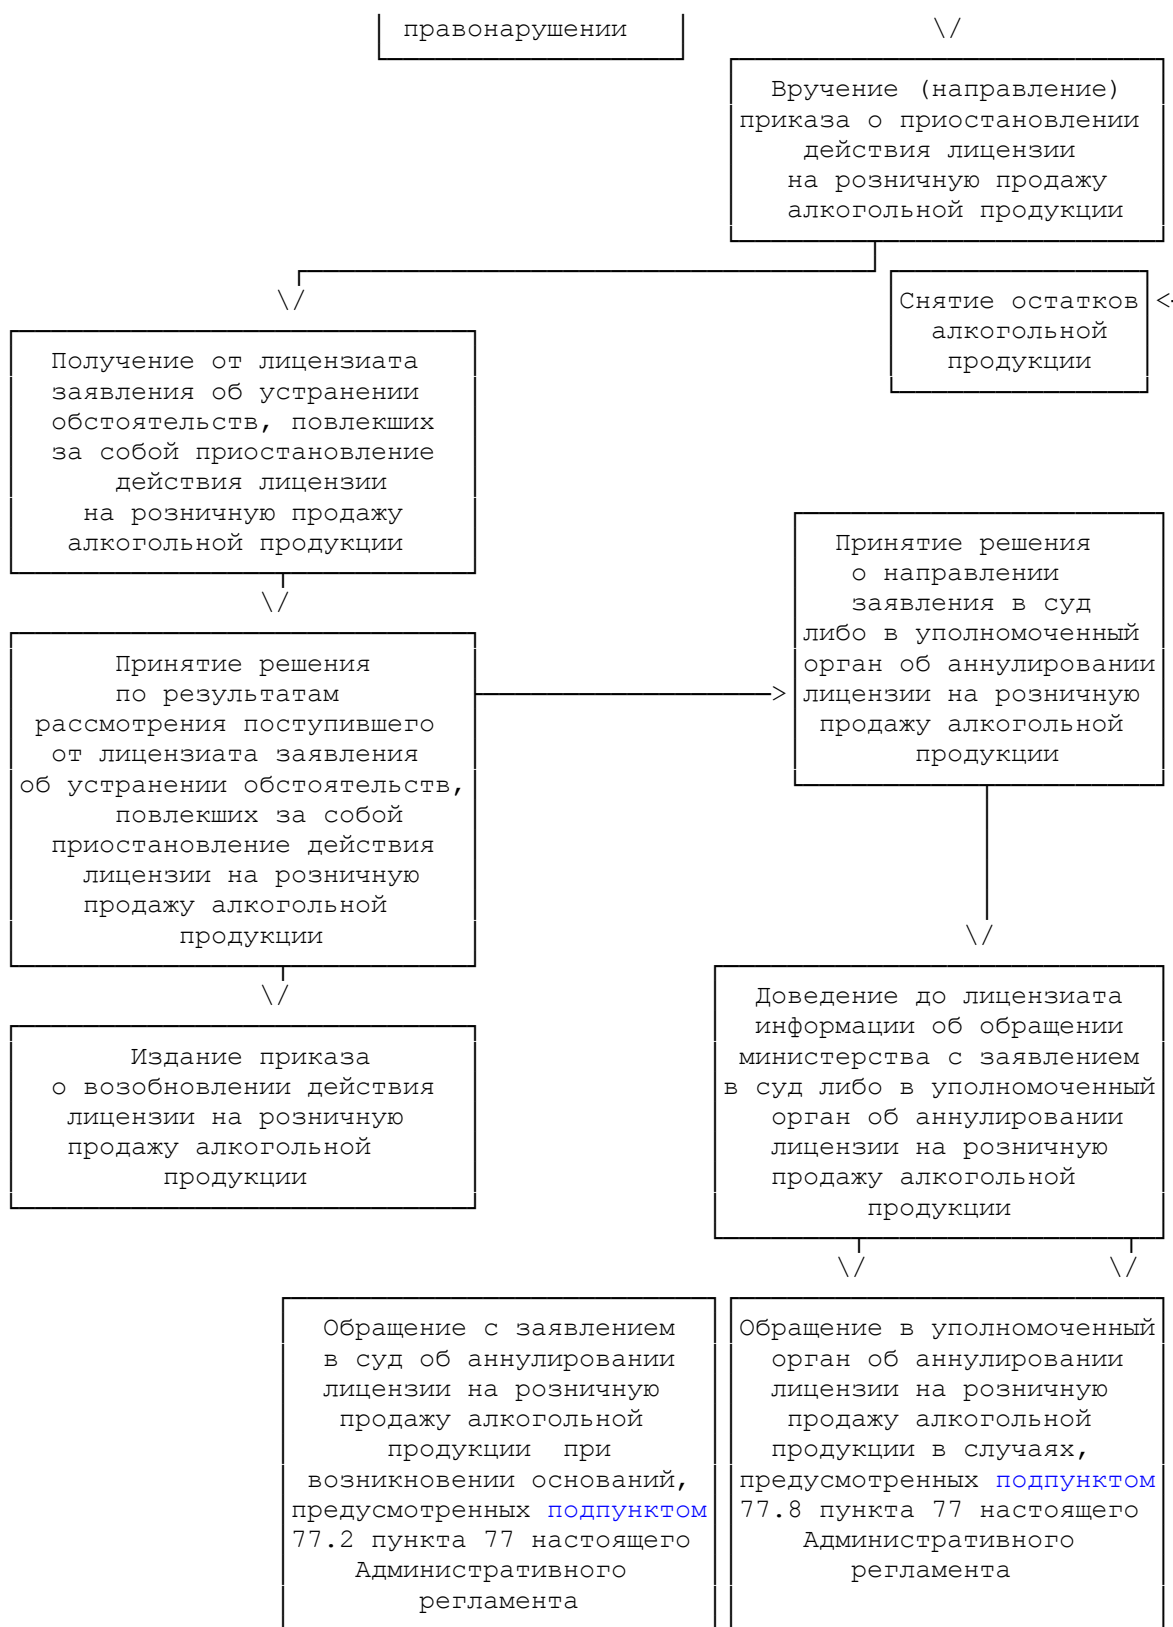 правонарушении
\/
Вручение (направление)
приказа о приостановлении
действия лицензии
на розничную продажу
алкогольной продукции
\/
Снятие остатков
алкогольной
продукции
<
Получение от лицензиата
заявления об устранении
обстоятельств, повлекших
за собой приостановление
действия лицензии
на розничную продажу
алкогольной продукции
\/
Принятие решения
о направлении
заявления в суд
либо в уполномоченный
орган об аннулировании
лицензии на розничную
продажу алкогольной
продукции
Принятие решения
по результатам
рассмотрения поступившего
от лицензиата заявления
об устранении обстоятельств,
повлекших за собой
приостановление действия
лицензии на розничную
продажу алкогольной
продукции
>
\/
\/
Издание приказа
о возобновлении действия
лицензии на розничную
продажу алкогольной
продукции
Доведение до лицензиата
информации об обращении
министерства с заявлением
в суд либо в уполномоченный
орган об аннулировании
лицензии на розничную
продажу алкогольной
продукции
\/ \/
Обращение с заявлением
в суд об аннулировании
лицензии на розничную
продажу алкогольной
продукции при
возникновении оснований,
предусмотренных подпунктом
77.2 пункта 77 настоящего
Административного
регламента
Обращение в уполномоченный
орган об аннулировании
лицензии на розничную
продажу алкогольной
продукции в случаях,
предусмотренных подпунктом
77.8 пункта 77 настоящего
Административного
регламента